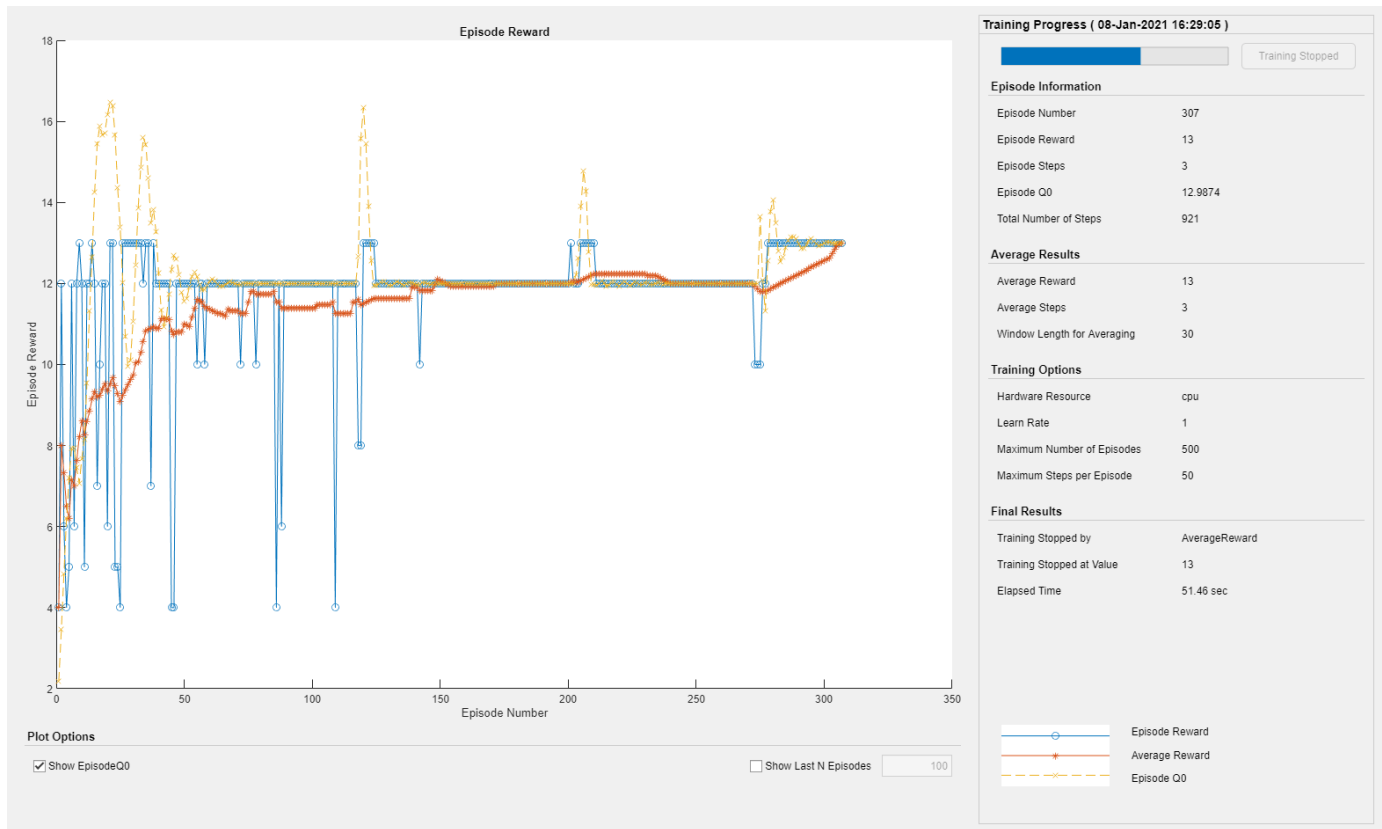 Episode Reward
18
16
14
12
10
8
6
4
2
0
50
100
150
200
250
300
350
Episode Reward
Episode Number
Plot Options
Show EpisodeQ0
Show Last N Episodes
100
Training Progress ( 08-Jan-2021 16:29:05 )
Training Stopped
Episode Information
Episode Number 307
Episode Reward 13
Episode Steps 3
Episode Q0 12.9874
Total Number of Steps 921
Average Results
Average Reward 13
Average Steps 3
Window Length for Averaging 30
Training Options
Hardware Resource cpu
Learn Rate 1
Maximum Number of Episodes 500
Maximum Steps per Episode 50
Final Results
Training Stopped by AverageReward
Training Stopped at Value 13
Elapsed Time 51.46 sec
Episode Reward
Average Reward
Episode Q0